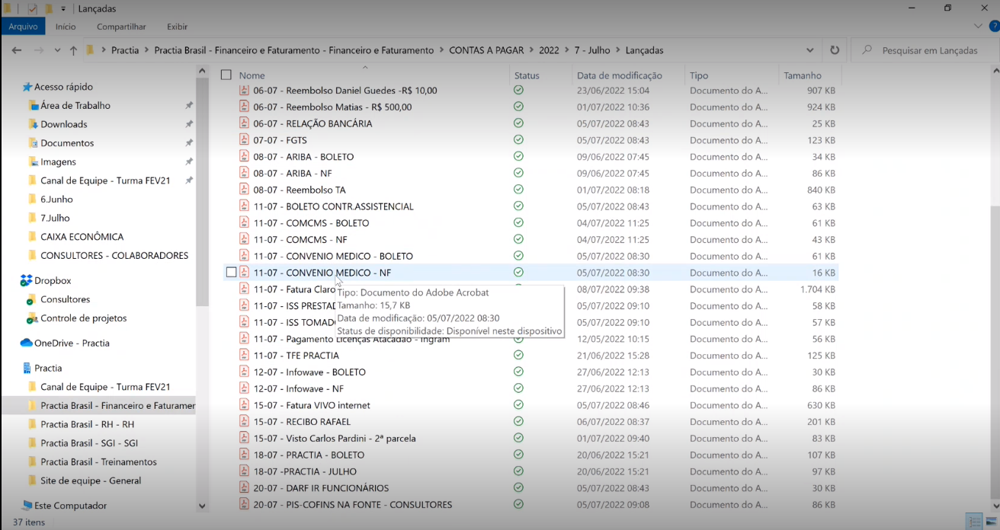 Lançadas
Arquivo Início Compartilhar Exibir
Practia Practia Brasil - Financeiro e Faturamento - Financeiro e Faturamento CONTAS A PAGAR 2022 7 - Julho Lançadas Pesquisar em Lançadas
Nome Status Data de modificação Tipo Tamanho
Acesso rápido
Área de Trabalho
Downloads
Documentos
Imagens
Canal de Equipe - Turma FEV21
6.Junho
7.Julho
CAIXA ECONÔMICA
CONSULTORES - COLABORADORES
Dropbox
Consultores
Controle de projetos
OneDrive - Practia
Practia
Canal de Equipe - Turma FEV21
Practia Brasil - Financeiro e Faturamen
Practia Brasil - RH - RH
Practia Brasil - SGI - SGI
Practia Brasil - Treinamentos
Site de equipe - General
Este Computador
06-07 - Reembolso Daniel Guedes -R$ 10,00 23/06/2022 15:04 Documento do A... 907 KB
06-07 - Reembolso Matias - R$ 500,00 01/07/2022 10:36 Documento do A... 924 KB
06-07 - RELAÇÃO BANCÁRIA 05/07/2022 08:43 Documento do A... 25 KB
07-07 - FGTS 05/07/2022 08:43 Documento do A... 123 KB
08-07 - ARIBA - BOLETO 09/06/2022 07:45 Documento do A... 34 KB
08-07 - ARIBA - NF 09/06/2022 07:45 Documento do A... 86 KB
08-07 - Reembolso TA 01/07/2022 08:18 Documento do A... 840 KB
11-07 - BOLETO CONTR.ASSISTENCIAL 05/07/2022 08:43 Documento do A... 63 KB
11-07 - COMCMS - BOLETO 04/07/2022 11:25 Documento do A... 61 KB
11-07 - COMCMS - NF 04/07/2022 11:25 Documento do A... 43 KB
11-07 - CONVENIO MEDICO - BOLETO 05/07/2022 08:30 Documento do A... 61 KB
11-07 - CONVENIO MEDICO - NF 05/07/2022 08:30 Documento do A... 16 KB
11-07 - Fatura Claro 08/07/2022 09:38 Documento do A... 1.704 KB
11-07 - ISS PRESTAD 05/07/2022 09:10 Documento do A... 58 KB
11-07 - ISS TOMAD 05/07/2022 09:10 Documento do A... 57 KB
11-07 - Pagamento Licenças Atacadao - Ingram 12/05/2022 10:15 Documento do A... 56 KB
11-07 - TFE PRACTIA 21/06/2022 15:28 Documento do A... 125 KB
12-07 - Infowave - BOLETO 27/06/2022 12:13 Documento do A... 30 KB
12-07 - Infowave - NF 27/06/2022 12:13 Documento do A... 86 KB
15-07 - Fatura VIVO internet 05/07/2022 08:46 Documento do A... 630 KB
15-07 - RECIBO RAFAEL 06/07/2022 08:37 Documento do A... 201 KB
15-07 - Visto Carlos Pardini - 2ª parcela 01/07/2022 09:40 Documento do A... 83 KB
18-07 - PRACTIA - BOLETO 20/06/2022 15:21 Documento do A... 107 KB
18-07 -PRACTIA - JULHO 20/06/2022 15:21 Documento do A... 97 KB
20-07 - DARF IR FUNCIONÁRIOS 05/07/2022 08:43 Documento do A... 30 KB
20-07 - PIS-COFINS NA FONTE - CONSULTORES 05/07/2022 09:08 Documento do A... 86 KB
Tipo: Documento do Adobe Acrobat
Tamanho: 15,7 KB
Data de modificação: 05/07/2022 08:30
Status de disponibilidade: Disponível neste dispositivo
37 itens